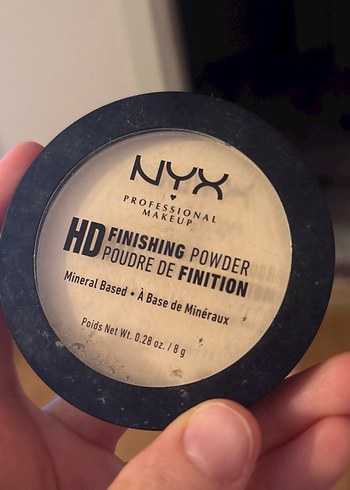 NYX
PROFESSIONAL
MAKEUP
HD FINISHING POWDER
POUDRE DE FINITION
Mineral Based • À Base de Minéraux
Poids Net Wt. 0.28 oz. / 8 g